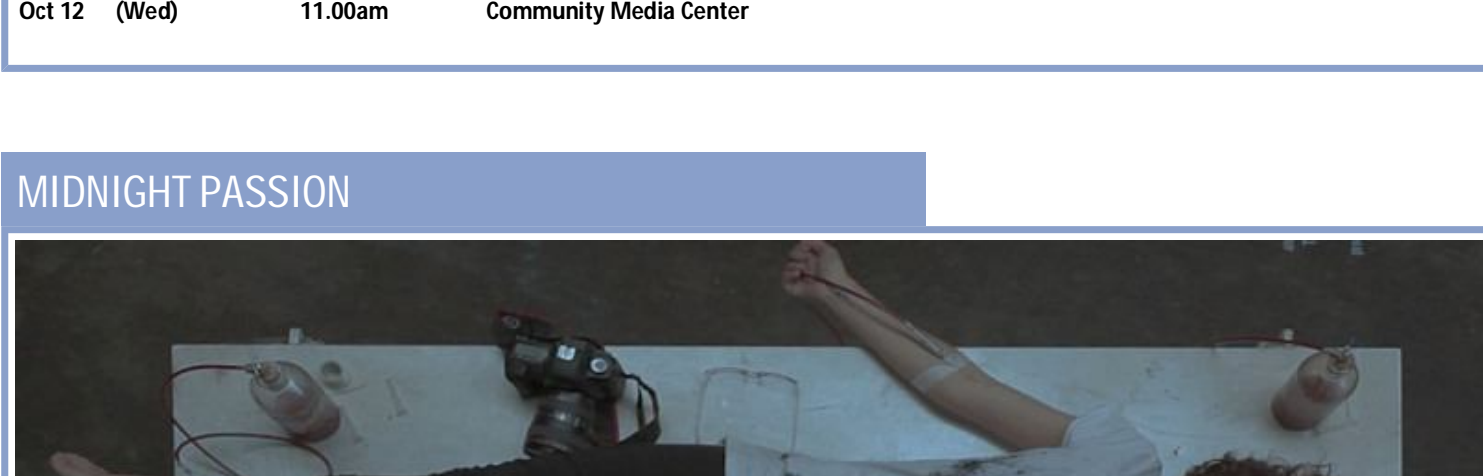 Oct 12 (Wed) 11.00am Community Media Center
MIDNIGHT PASSION